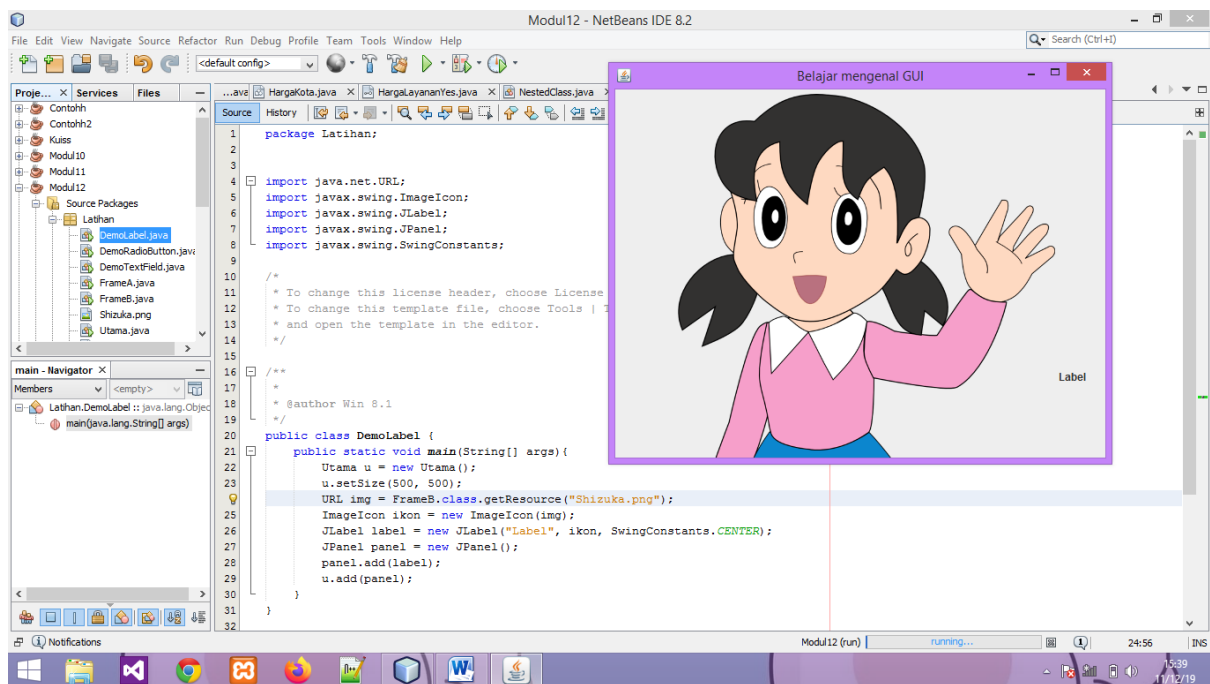 Modul12 - NetBeans IDE 8.2
File Edit View Navigate Source Refactor Run Debug Profile Team Tools Window Help
Search (Ctrl+I)
<default config>
Proje... Services Files
...ava HargaKota.java HargaLayananYes.java NestedClass.java
Source History
Contohh
Contohh2
Kuiss
Modul10
Modul11
Modul12
Source Packages
Latihan
DemoLabel.java
DemoRadioButton.java
DemoTextField.java
FrameA.java
FrameB.java
Shizuka.png
Utama.java
main - Navigator
Members <empty>
Latihan.DemoLabel :: java.lang.Objec
main(java.lang.String[] args)
1 package Latihan;
2
3
4 import java.net.URL;
5 import javax.swing.ImageIcon;
6 import javax.swing.JLabel;
7 import javax.swing.JPanel;
8 import javax.swing.SwingConstants;
9
10 /*
11 * To change this license header, choose License
12 * To change this template file, choose Tools | T
13 * and open the template in the editor.
14 */
15
16 /**
17 *
18 * @author Win 8.1
19 */
20 public class DemoLabel {
21 public static void main(String[] args){
22 Utama u = new Utama();
23 u.setSize(500, 500);
URL img = FrameB.class.getResource("Shizuka.png");
25 ImageIcon ikon = new ImageIcon(img);
26 JLabel label = new JLabel("Label", ikon, SwingConstants.CENTER);
27 JPanel panel = new JPanel();
28 panel.add(label);
29 u.add(panel);
30 }
31 }
32
Belajar mengenal GUI
Label
Notifications
Modul12 (run) running... 1 24:56 INS
15:39
11/12/19